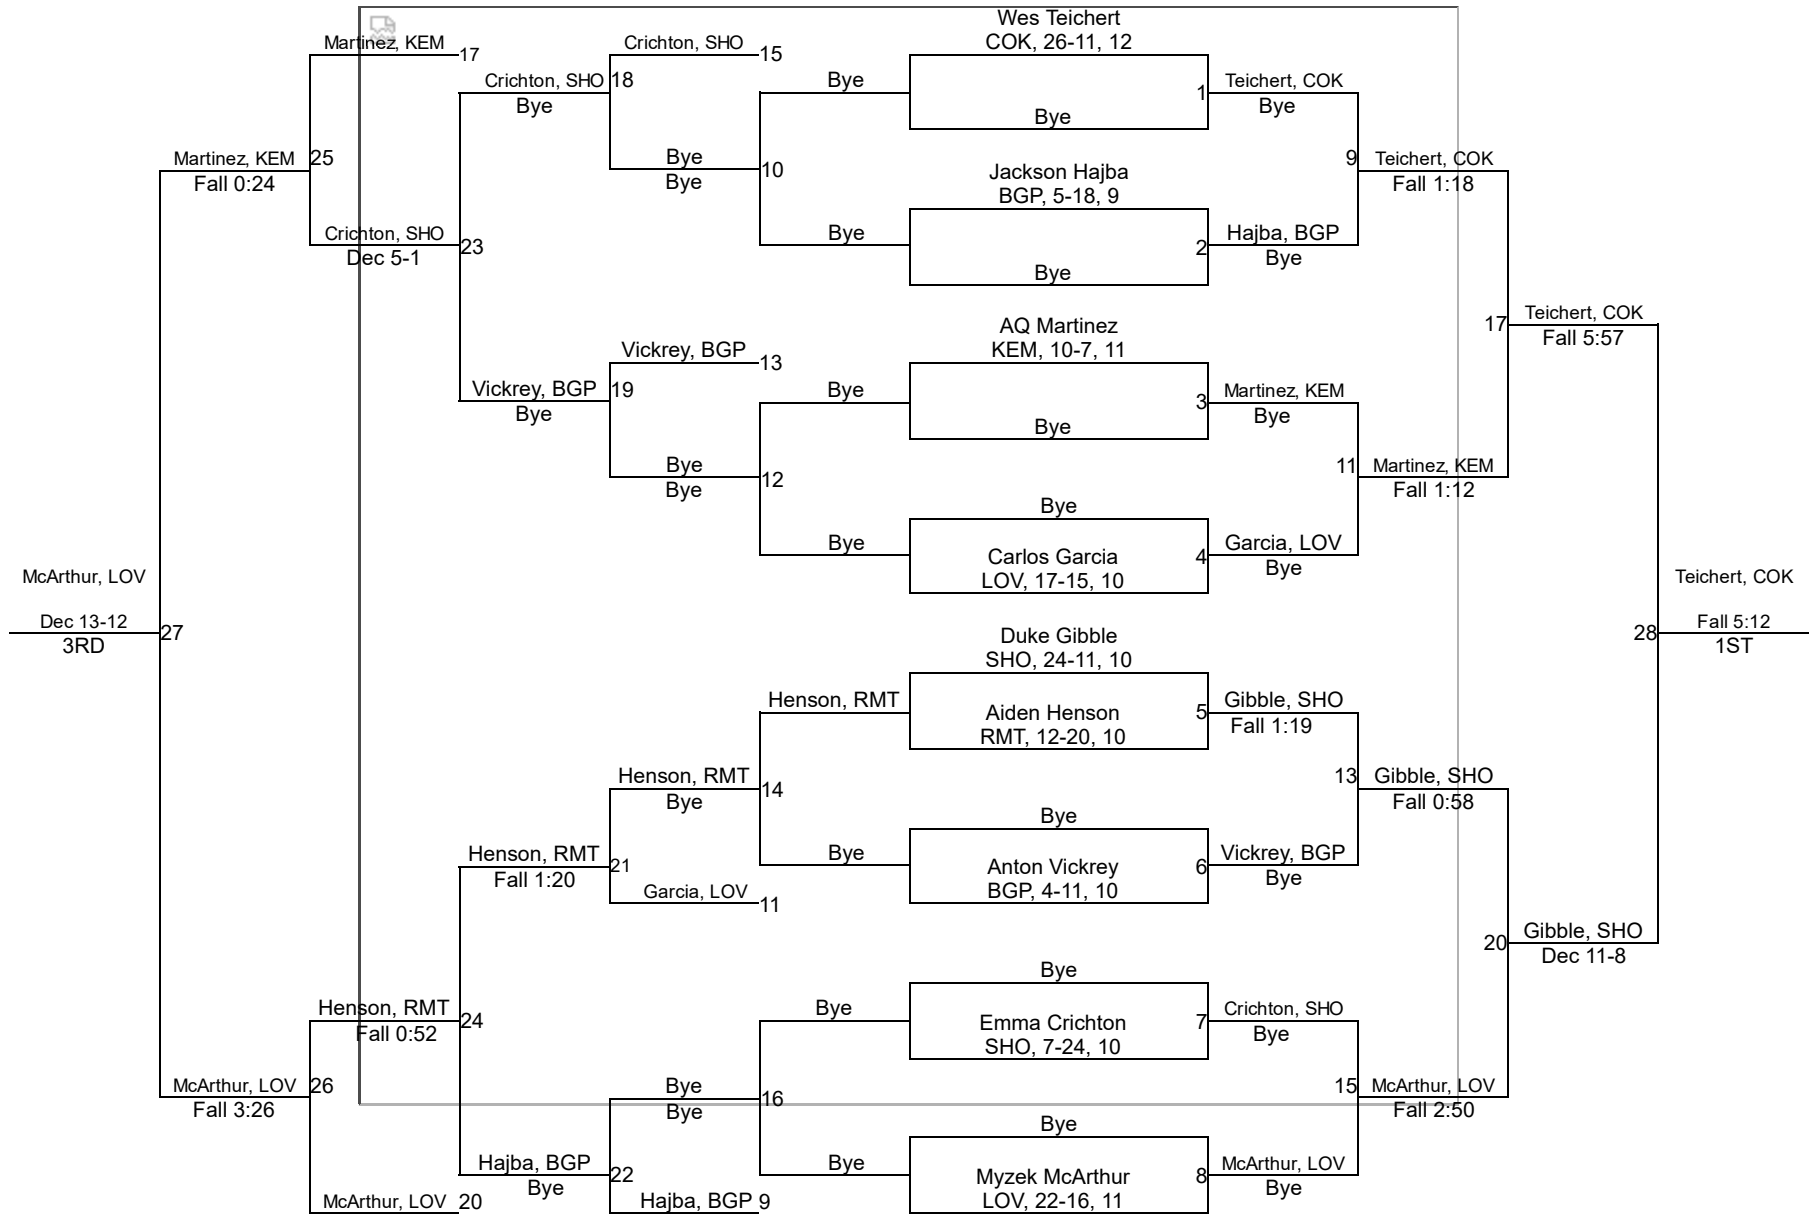 Wes Teichert
Martinez, KEM
17
Crichton, SHO
15
COK, 26-11, 12
Crichton, SHO
18
Bye
1
Teichert, COK
Bye
Bye
Bye
Martinez, KEM
25
Bye
10
Jackson Hajba
9
Teichert, COK
Fall 0:24
Bye
BGP, 5-18, 9
Fall 1:18
Crichton, SHO
23
Bye
2
Hajba, BGP
Dec 5-1
Bye
Bye
AQ Martinez
17
Teichert, COK
Vickrey, BGP
13
KEM, 10-7, 11
Fall 5:57
Vickrey, BGP
19
Bye
3
Martinez, KEM
Bye
Bye
Bye
Bye
12
11
Martinez, KEM
Bye
Fall 1:12
Bye
Bye
Carlos Garcia
4
Garcia, LOV
LOV, 17-15, 10
Bye
McArthur, LOV
Teichert, COK
Dec 13-12
27
Duke Gibble
28
Fall 5:12
3RD
SHO, 24-11, 10
1ST
Henson, RMT
Aiden Henson
5
Gibble, SHO
RMT, 12-20, 10
Fall 1:19
Henson, RMT
14
13
Gibble, SHO
Bye
Bye
Fall 0:58
Henson, RMT
21
Bye
Anton Vickrey
6
Vickrey, BGP
Fall 1:20
Garcia, LOV
11
BGP, 4-11, 10
Bye
20
Gibble, SHO
Bye
Dec 11-8
Henson, RMT
24
Bye
Emma Crichton
7
Crichton, SHO
Fall 0:52
SHO, 7-24, 10
Bye
McArthur, LOV
26
Bye
16
15
McArthur, LOV
Fall 3:26
Bye
Bye
Fall 2:50
Hajba, BGP
22
Bye
Myzek McArthur
8
McArthur, LOV
Bye
LOV, 22-16, 11
Bye
McArthur, LOV
20
Hajba, BGP
9